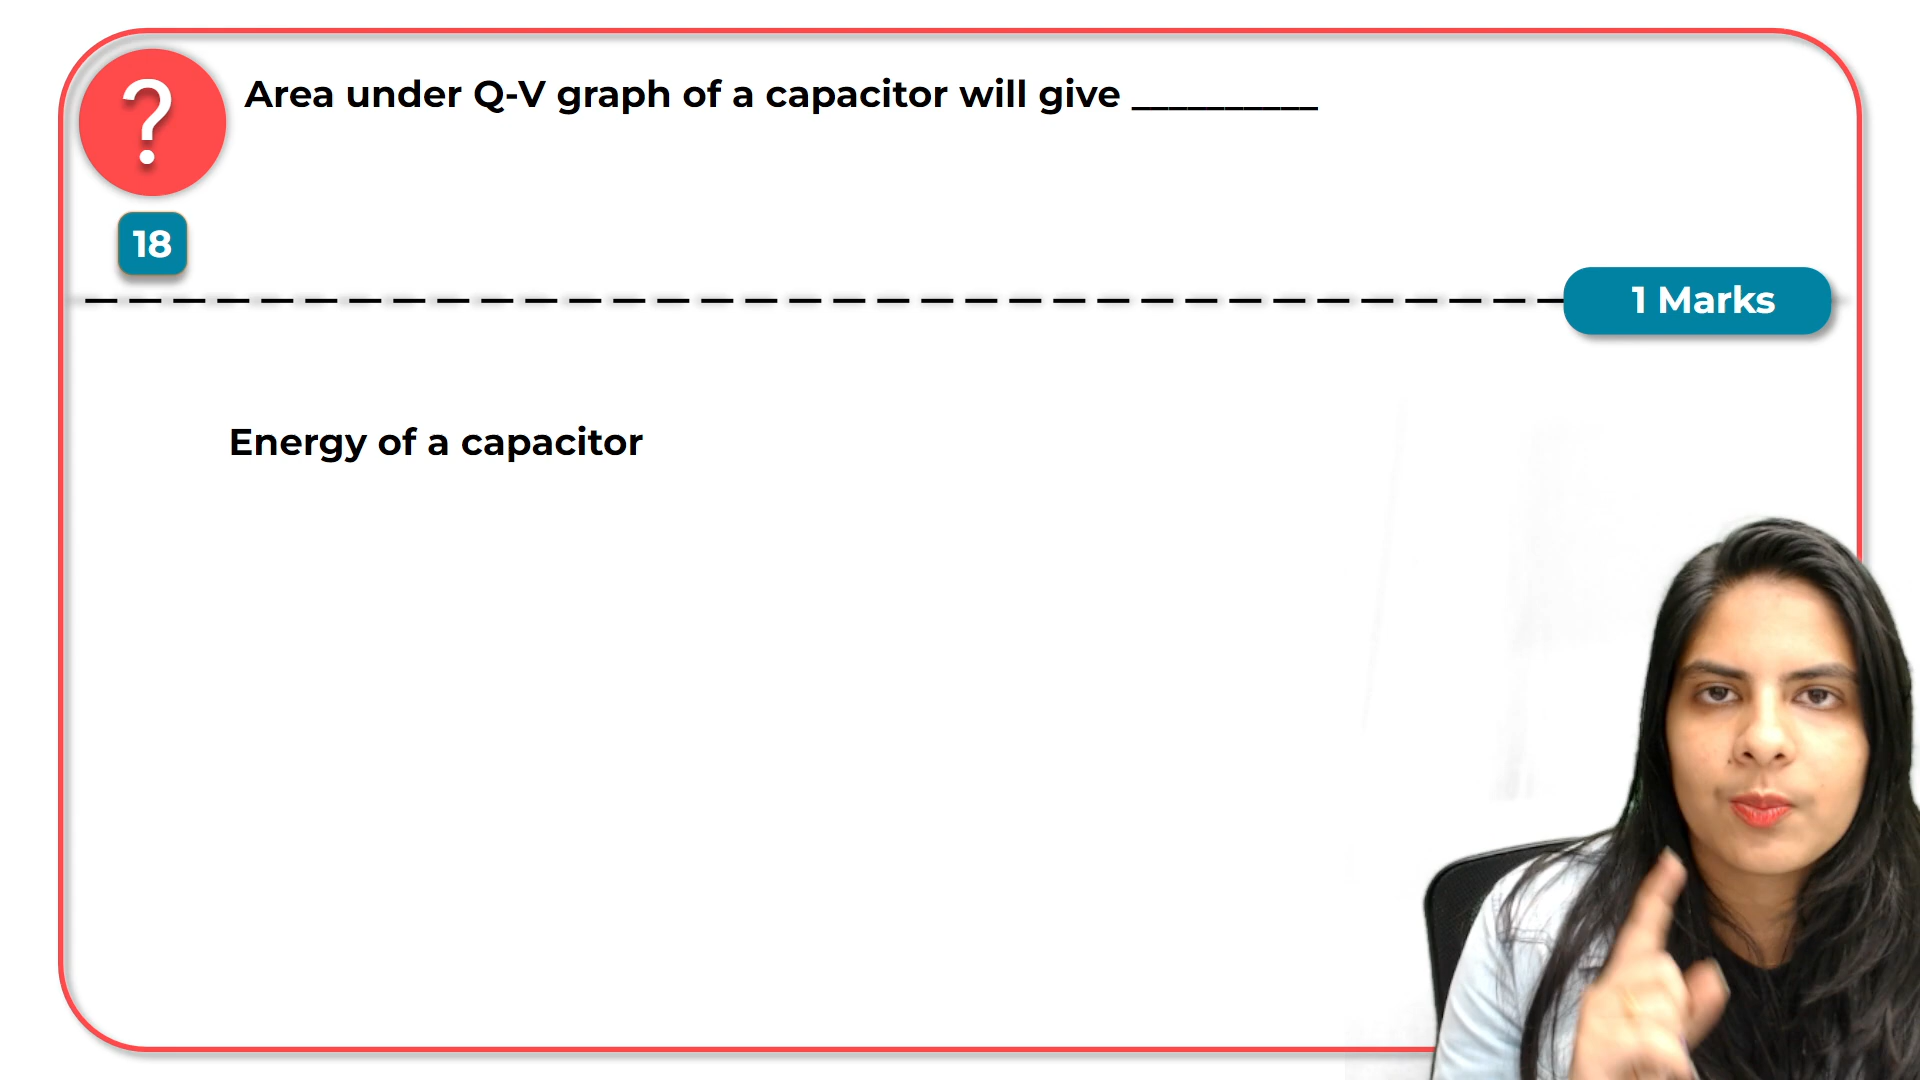 ?
Area under Q-V graph of a capacitor will give __________
18
1 Marks
Energy of a capacitor